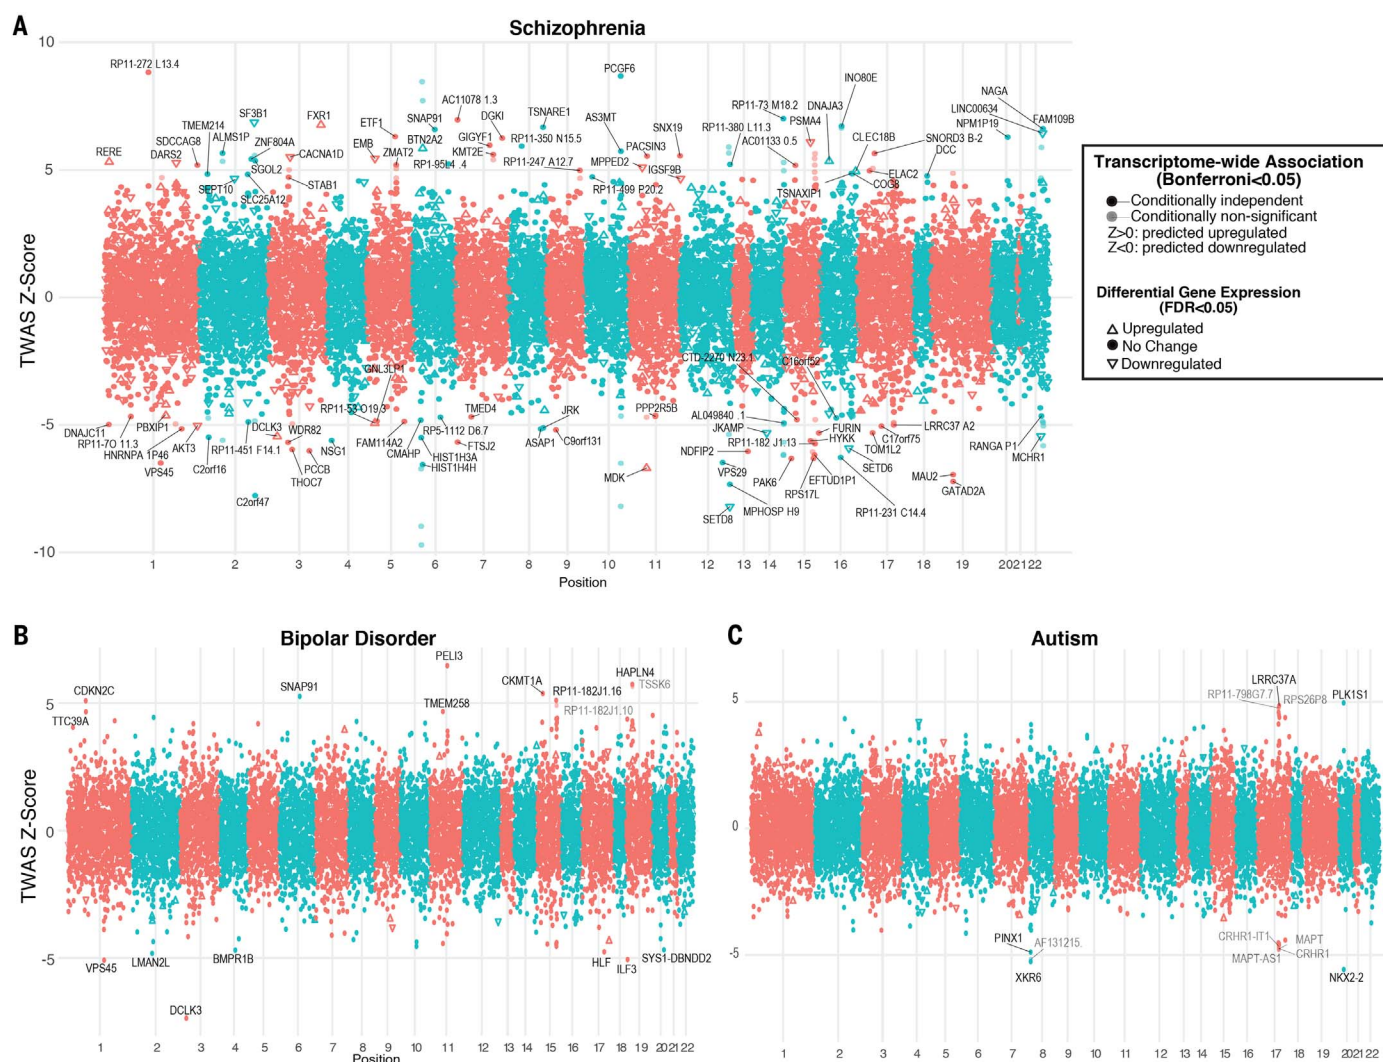 A
Schizophrenia
10
5
0
-5
-10
TWAS Z-Score
RP11-272 L13.4
PCGF6
INO80E
NAGA
AC11078 1.3
TSNARE1
RP11-73 M18.2
DNAJA3
LINC00634
SF3B1
FXR1
SNAP91
DGKI
AS3MT
PSMA4
NPM1P19
FAM109B
TMEM214
ETF1
SNX19
RP11-380 L11.3
CLEC18B
SNORD3 B-2
SDCCAG8
ALMS1P
ZNF804A
EMB
BTN2A2
GIGYF1
RP11-350 N15.5
PACSIN3
AC01133 0.5
DCC
RERE
DARS2
CACNA1D
ZMAT2
KMT2E
MPPED2
SGOL2
RP1-95L4 .4
RP11-247 A12.7
IGSF9B
ELAC2
SEPT10
STAB1
RP11-499 P20.2
TSNAXIP1
COG8
SLC25A12
CTD-2270 N23.1
C16orf52
GNL3LP1
RP11-53 O19.3
TMED4
JRK
PPP2R5B
AL049840 .1
DNAJC11
PBXIP1
DCLK3
WDR82
RP5-1112 D6.7
JKAMP
FURIN
LRRC37 A2
RP11-7O 11.3
AKT3
RP11-451 F14.1
NSG1
FAM114A2
FTSJ2
ASAP1
C9orf131
RP11-182 J1.13
HYKK
C17orf75
RANGA P1
HNRNPA 1P46
CMAHP
HIST1H3A
NDFIP2
TOM1L2
MCHR1
VPS45
C2orf16
PCCB
HIST1H4H
VPS29
SETD6
THOC7
MDK
PAK6
EFTUD1P1
MAU2
C2orf47
MPHOSP H9
RPS17L
RP11-231 C14.4
GATAD2A
SETD8
1 2 3 4 5 6 7 8 9 10 11 12 13 14 15 16 17 18 19 202122
Position
Transcriptome-wide Association
(Bonferroni<0.05)
Conditionally independent
Conditionally non-significant
Z>0: predicted upregulated
Z<0: predicted downregulated
Differential Gene Expression
(FDR<0.05)
Upregulated
No Change
Downregulated
B
Bipolar Disorder
5
0
-5
TWAS Z-Score
PELI3
CDKN2C
SNAP91
CKMT1A
HAPLN4
TSSK6
RP11-182J1.16
TTC39A
TMEM258
RP11-182J1.10
VPS45
LMAN2L
BMPR1B
HLF
ILF3
SYS1-DBNDD2
DCLK3
1 2 3 4 5 6 7 8 9 10 11 12 13 14 15 16 17 18 19 202122
Position
C
Autism
5
0
-5
LRRC37A
RP11-798G7.7
RPS26P8
PLK1S1
PINX1
AF131215.
CRHR1-IT1
MAPT
MAPT-AS1
CRHR1
XKR6
NKX2-2
1 2 3 4 5 6 7 8 9 10 11 12 13 14 15 16 17 18 19 202122